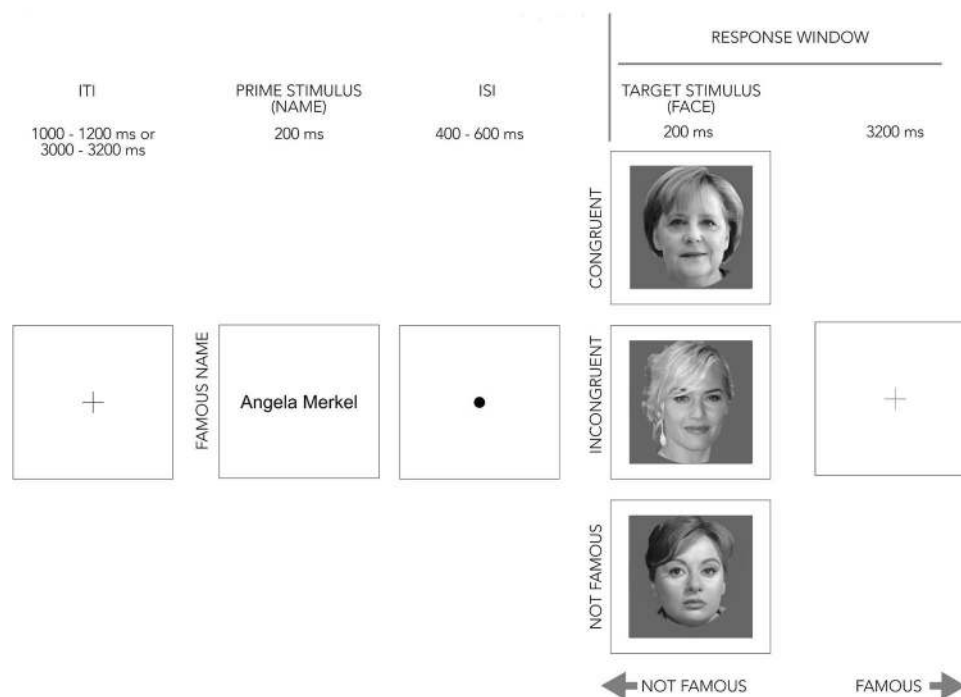 RESPONSE WINDOW
ITI
PRIME STIMULUS
(NAME)
ISI
TARGET STIMULUS
(FACE)
1000 - 1200 ms or
3000 - 3200 ms
200 ms
400 - 600 ms
200 ms
3200 ms
CONGRUENT
FAMOUS NAME
Angela Merkel
INCONGRUENT
NOT FAMOUS
NOT FAMOUS
FAMOUS